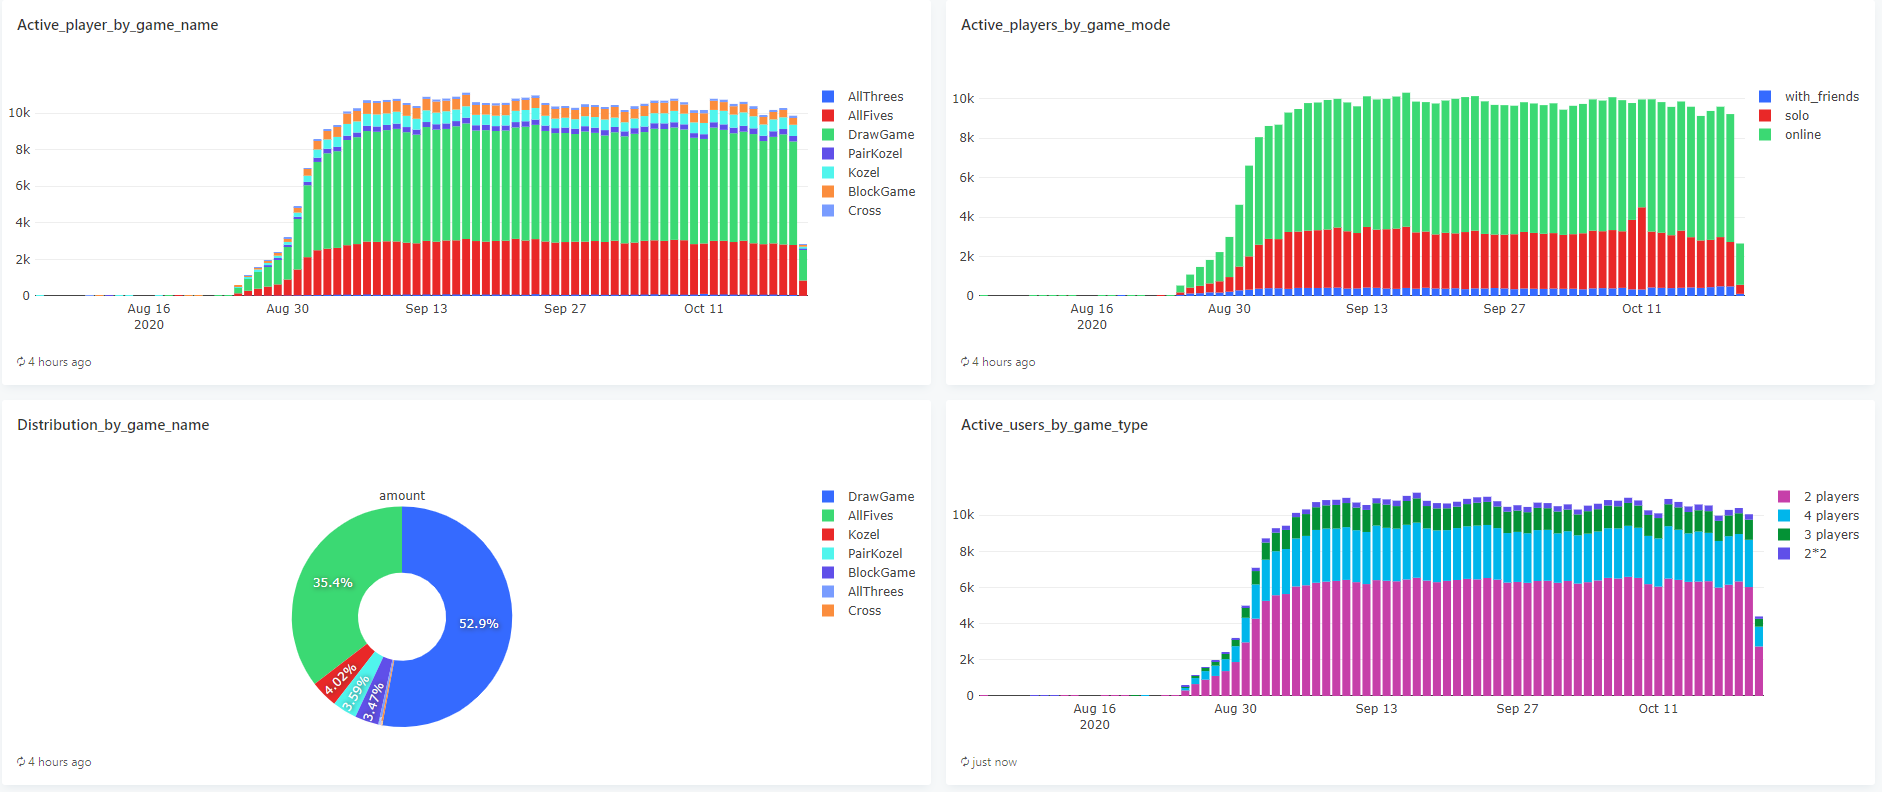 Active_player_by_game_name
10k
8k
6k
4k
2k
0
Aug 16
2020
Aug 30
Sep 13
Sep 27
Oct 11
AllThrees
AllFives
DrawGame
PairKozel
Kozel
BlockGame
Cross
4 hours ago
Active_players_by_game_mode
10k
8k
6k
4k
2k
0
Aug 16
2020
Aug 30
Sep 13
Sep 27
Oct 11
with_friends
solo
online
4 hours ago
Distribution_by_game_name
amount
35.4%
52.9%
4.02%
3.59%
3.47%
DrawGame
AllFives
Kozel
PairKozel
BlockGame
AllThrees
Cross
4 hours ago
Active_users_by_game_type
10k
8k
6k
4k
2k
0
Aug 16
2020
Aug 30
Sep 13
Sep 27
Oct 11
2 players
4 players
3 players
2*2
just now